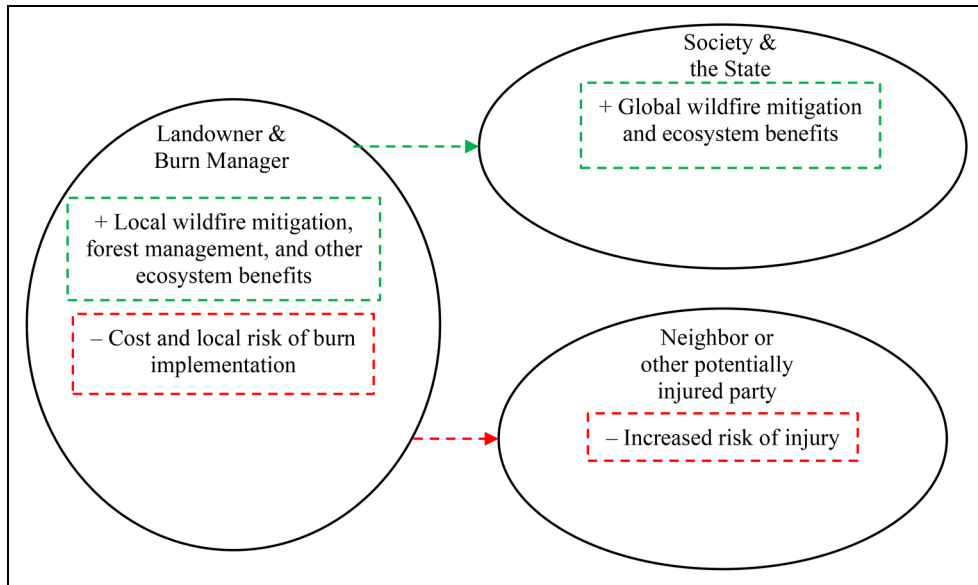 Landowner &
Burn Manager
+ Local wildfire mitigation,
forest management, and other
ecosystem benefits
– Cost and local risk of burn
implementation
Society &
the State
+ Global wildfire mitigation
and ecosystem benefits
Neighbor or
other potentially
injured party
– Increased risk of injury